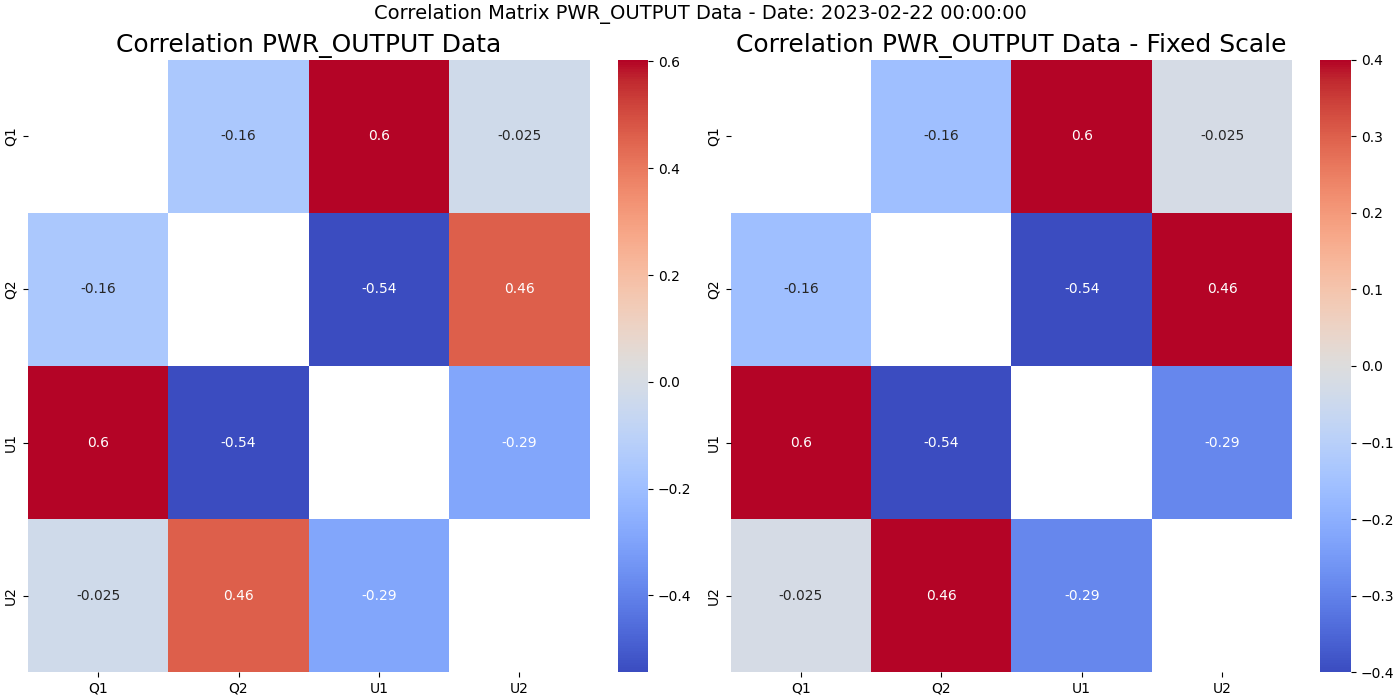 Correlation Matrix PWR_OUTPUT Data - Date: 2023-02-22 00:00:00
Correlation PWR_OUTPUT Data
Q1
-0.16
0.6
-0.025
Q2
-0.16
-0.54
0.46
U1
0.6
-0.54
-0.29
U2
-0.025
0.46
-0.29
Q1
Q2
U1
U2
0.6
0.4
0.2
0.0
−0.2
−0.4
Correlation PWR_OUTPUT Data - Fixed Scale
Q1
-0.16
0.6
-0.025
Q2
-0.16
-0.54
0.46
U1
0.6
-0.54
-0.29
U2
-0.025
0.46
-0.29
Q1
Q2
U1
U2
0.4
0.3
0.2
0.1
0.0
−0.1
−0.2
−0.3
−0.4